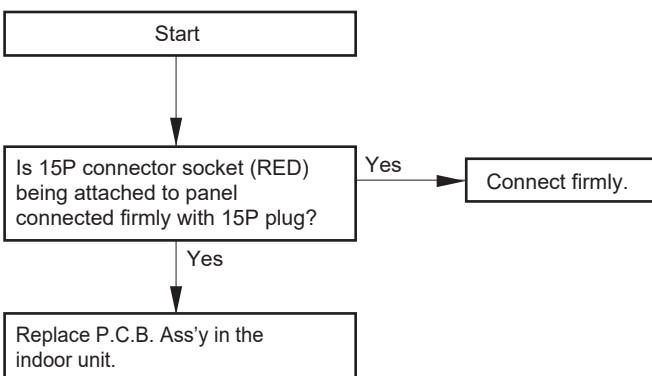 Start
Is 15P connector socket (RED)
being attached to panel
connected firmly with 15P plug?
Yes
Connect firmly.
Yes
Replace P.C.B. Ass'y in the
indoor unit.